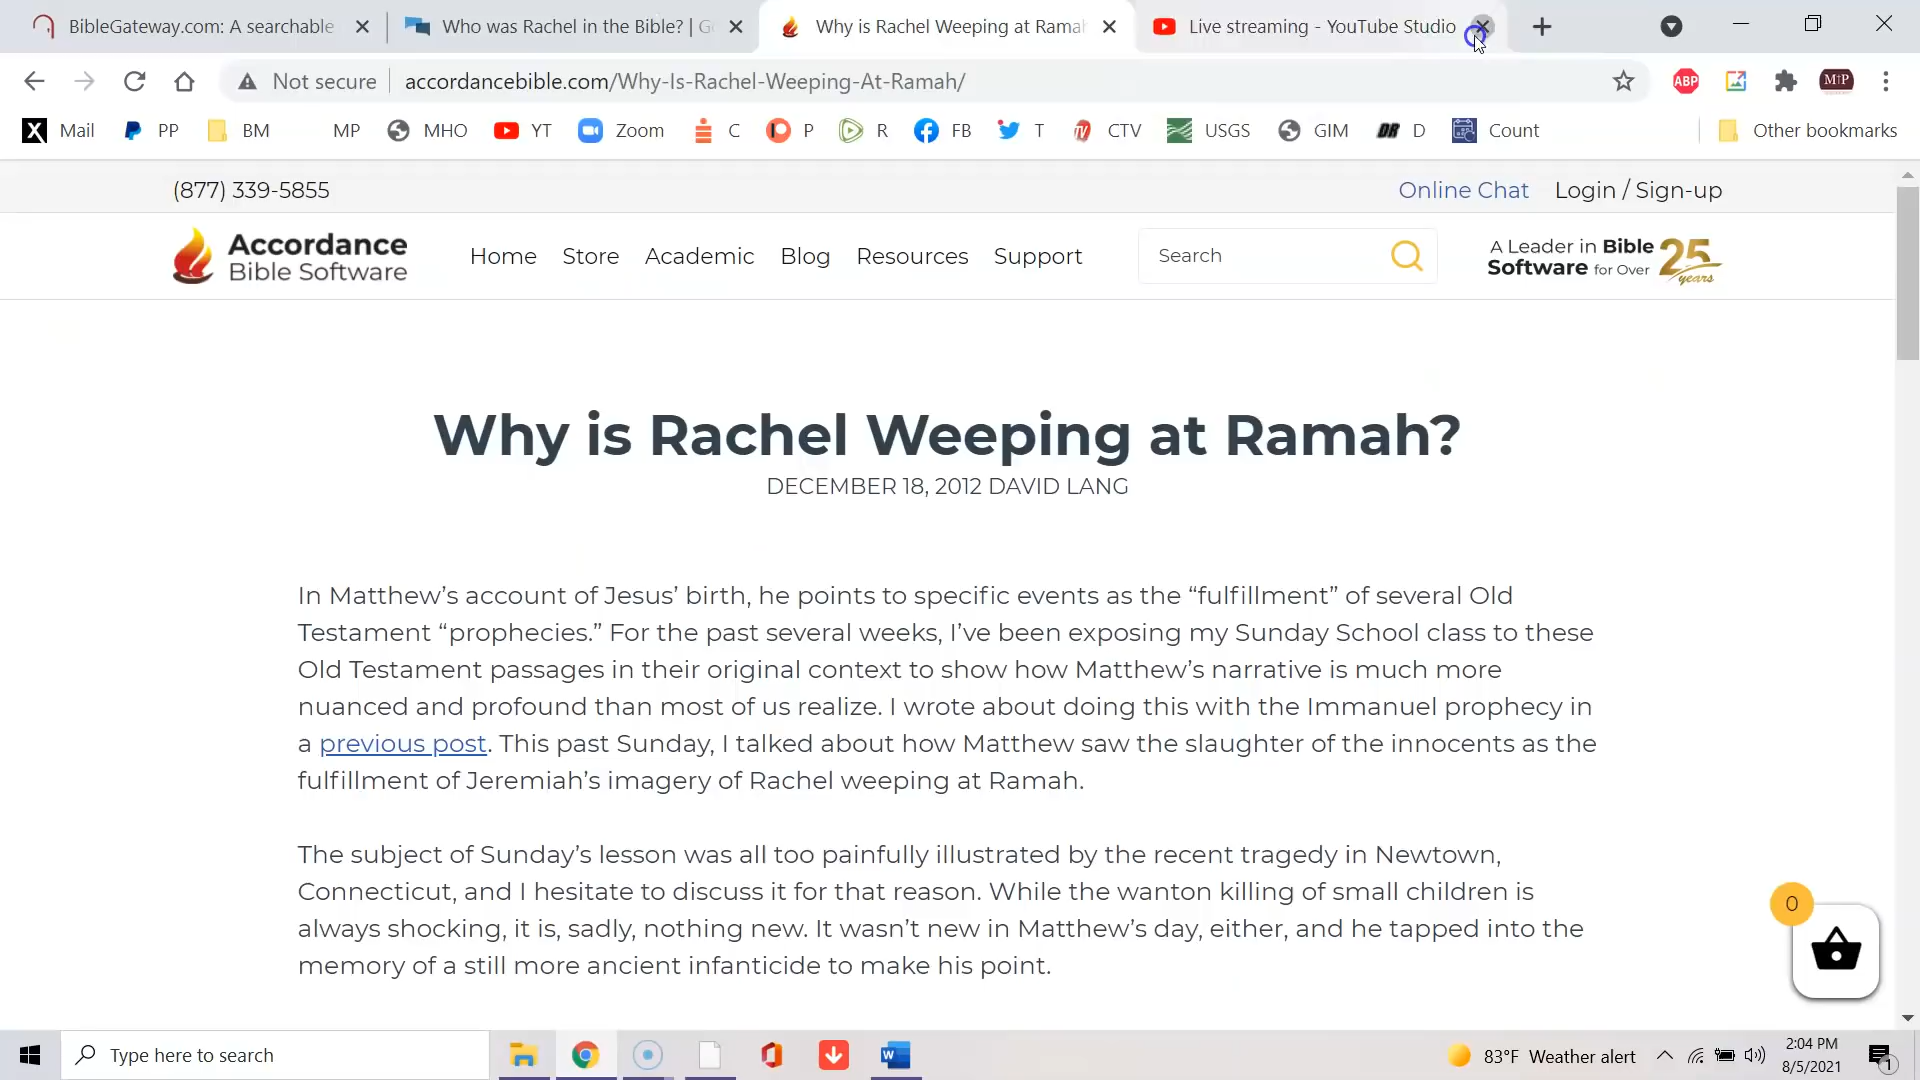 BibleGateway.com: A searchable
Who was Rachel in the Bible? | G
Why is Rachel Weeping at Ramah
Live streaming - YouTube Studio
Not secure
accordancebible.com/Why-Is-Rachel-Weeping-At-Ramah/
ABP
M↑P
X Mail
PP
BM
MP
MHO
YT
Zoom
C
P
R
FB
T
CTV
USGS
GIM
DR D
Count
Other bookmarks
(877) 339-5855
Online Chat
Login / Sign-up
Accordance
Bible Software
Home
Store
Academic
Blog
Resources
Support
Search
A Leader in Bible
Software for Over
25
years
Why is Rachel Weeping at Ramah?
DECEMBER 18, 2012 DAVID LANG
In Matthew’s account of Jesus’ birth, he points to specific events as the “fulfillment” of several Old
Testament “prophecies.” For the past several weeks, I’ve been exposing my Sunday School class to these
Old Testament passages in their original context to show how Matthew’s narrative is much more
nuanced and profound than most of us realize. I wrote about doing this with the Immanuel prophecy in
a previous post. This past Sunday, I talked about how Matthew saw the slaughter of the innocents as the
fulfillment of Jeremiah’s imagery of Rachel weeping at Ramah.
The subject of Sunday’s lesson was all too painfully illustrated by the recent tragedy in Newtown,
Connecticut, and I hesitate to discuss it for that reason. While the wanton killing of small children is
always shocking, it is, sadly, nothing new. It wasn’t new in Matthew’s day, either, and he tapped into the
memory of a still more ancient infanticide to make his point.
0
Type here to search
W
83°F Weather alert
2:04 PM
8/5/2021
1